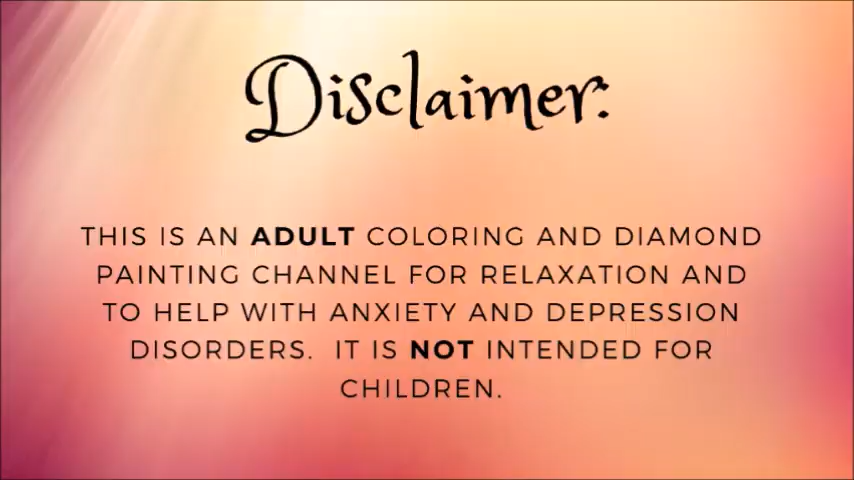 Disclaimer:
THIS IS AN ADULT COLORING AND DIAMOND
PAINTING CHANNEL FOR RELAXATION AND
TO HELP WITH ANXIETY AND DEPRESSION
DISORDERS.  IT IS NOT INTENDED FOR
CHILDREN.